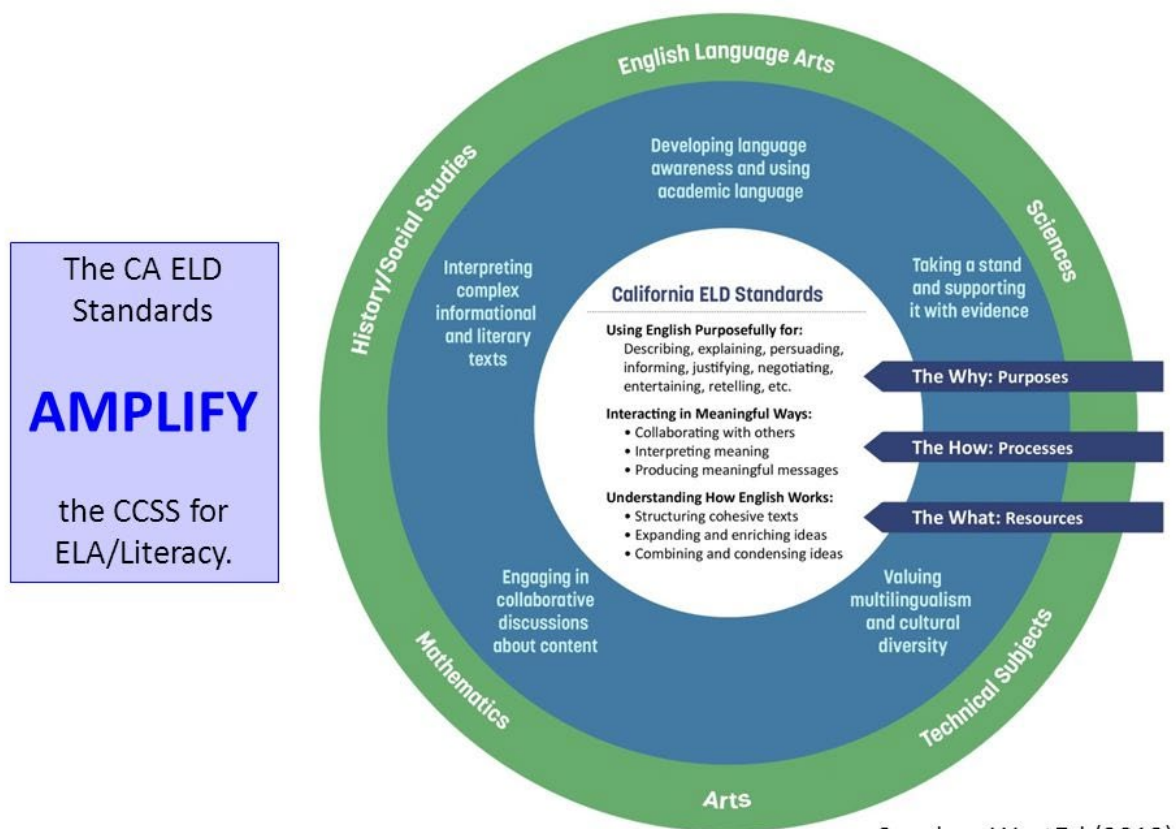 The CA ELD
Standards
AMPLIFY
the CCSS for
ELA/Literacy.
English Language Arts
History/Social Studies
Sciences
Mathematics
Technical Subjects
Arts
Developing language
awareness and using
academic language
Interpreting
complex
informational
and literary
texts
Taking a stand
and supporting
it with evidence
California ELD Standards
Using English Purposefully for:
Describing, explaining, persuading,
informing, justifying, negotiating,
entertaining, retelling, etc.
Interacting in Meaningful Ways:
• Collaborating with others
• Interpreting meaning
• Producing meaningful messages
Understanding How English Works:
• Structuring cohesive texts
• Expanding and enriching ideas
• Combining and condensing ideas
The Why: Purposes
The How: Processes
The What: Resources
Engaging in
collaborative
discussions
about content
Valuing
multilingualism
and cultural
diversity